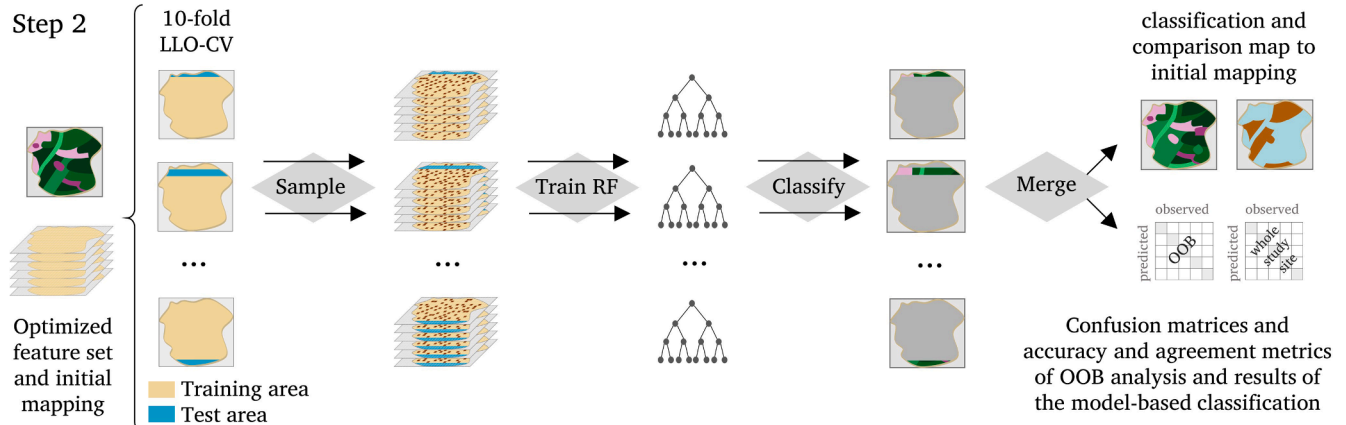 Step 2
10-fold
LLO-CV
classification and
comparison map to
initial mapping
Sample
Train RF
Classify
Merge
observed
observed
predicted
OOB
predicted
whole
study
site
...
...
...
...
Optimized
feature set
and initial
mapping
Training area
Test area
Confusion matrices and
accuracy and agreement metrics
of OOB analysis and results of
the model-based classification